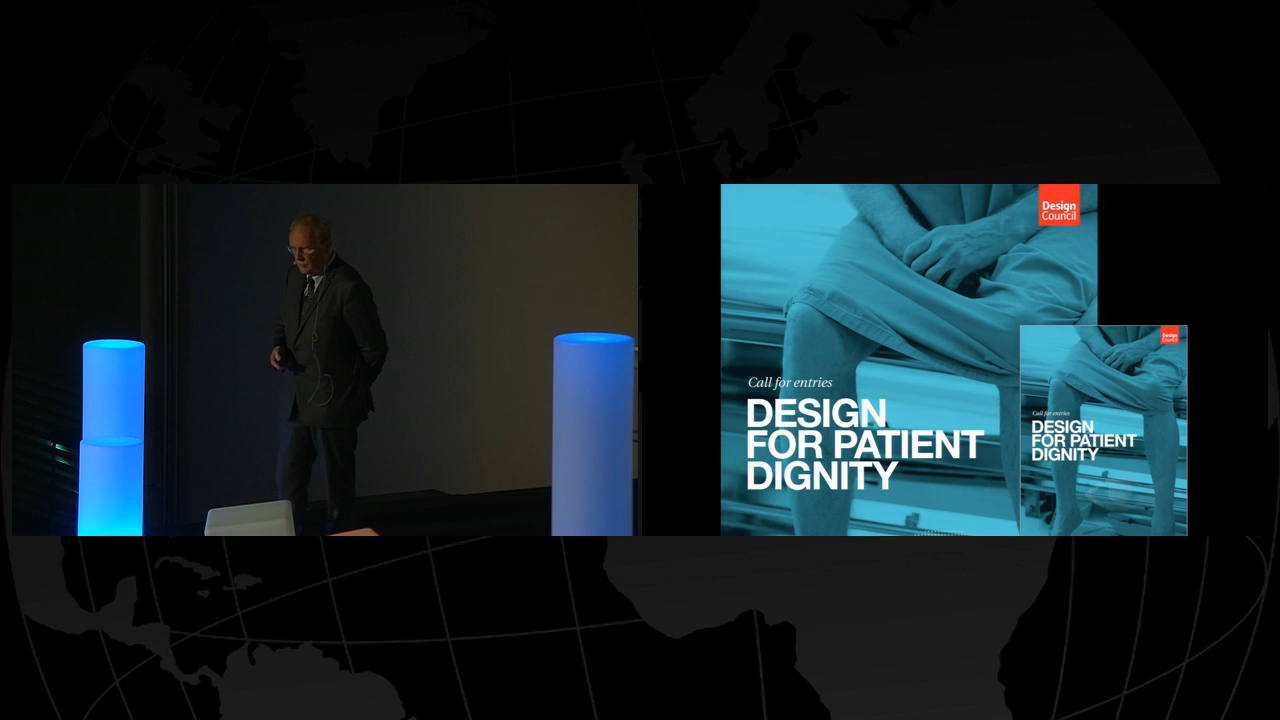 Design
Council
Call for entries
DESIGN
FOR PATIENT
DIGNITY
Design
Council
Call for entries
DESIGN
FOR PATIENT
DIGNITY